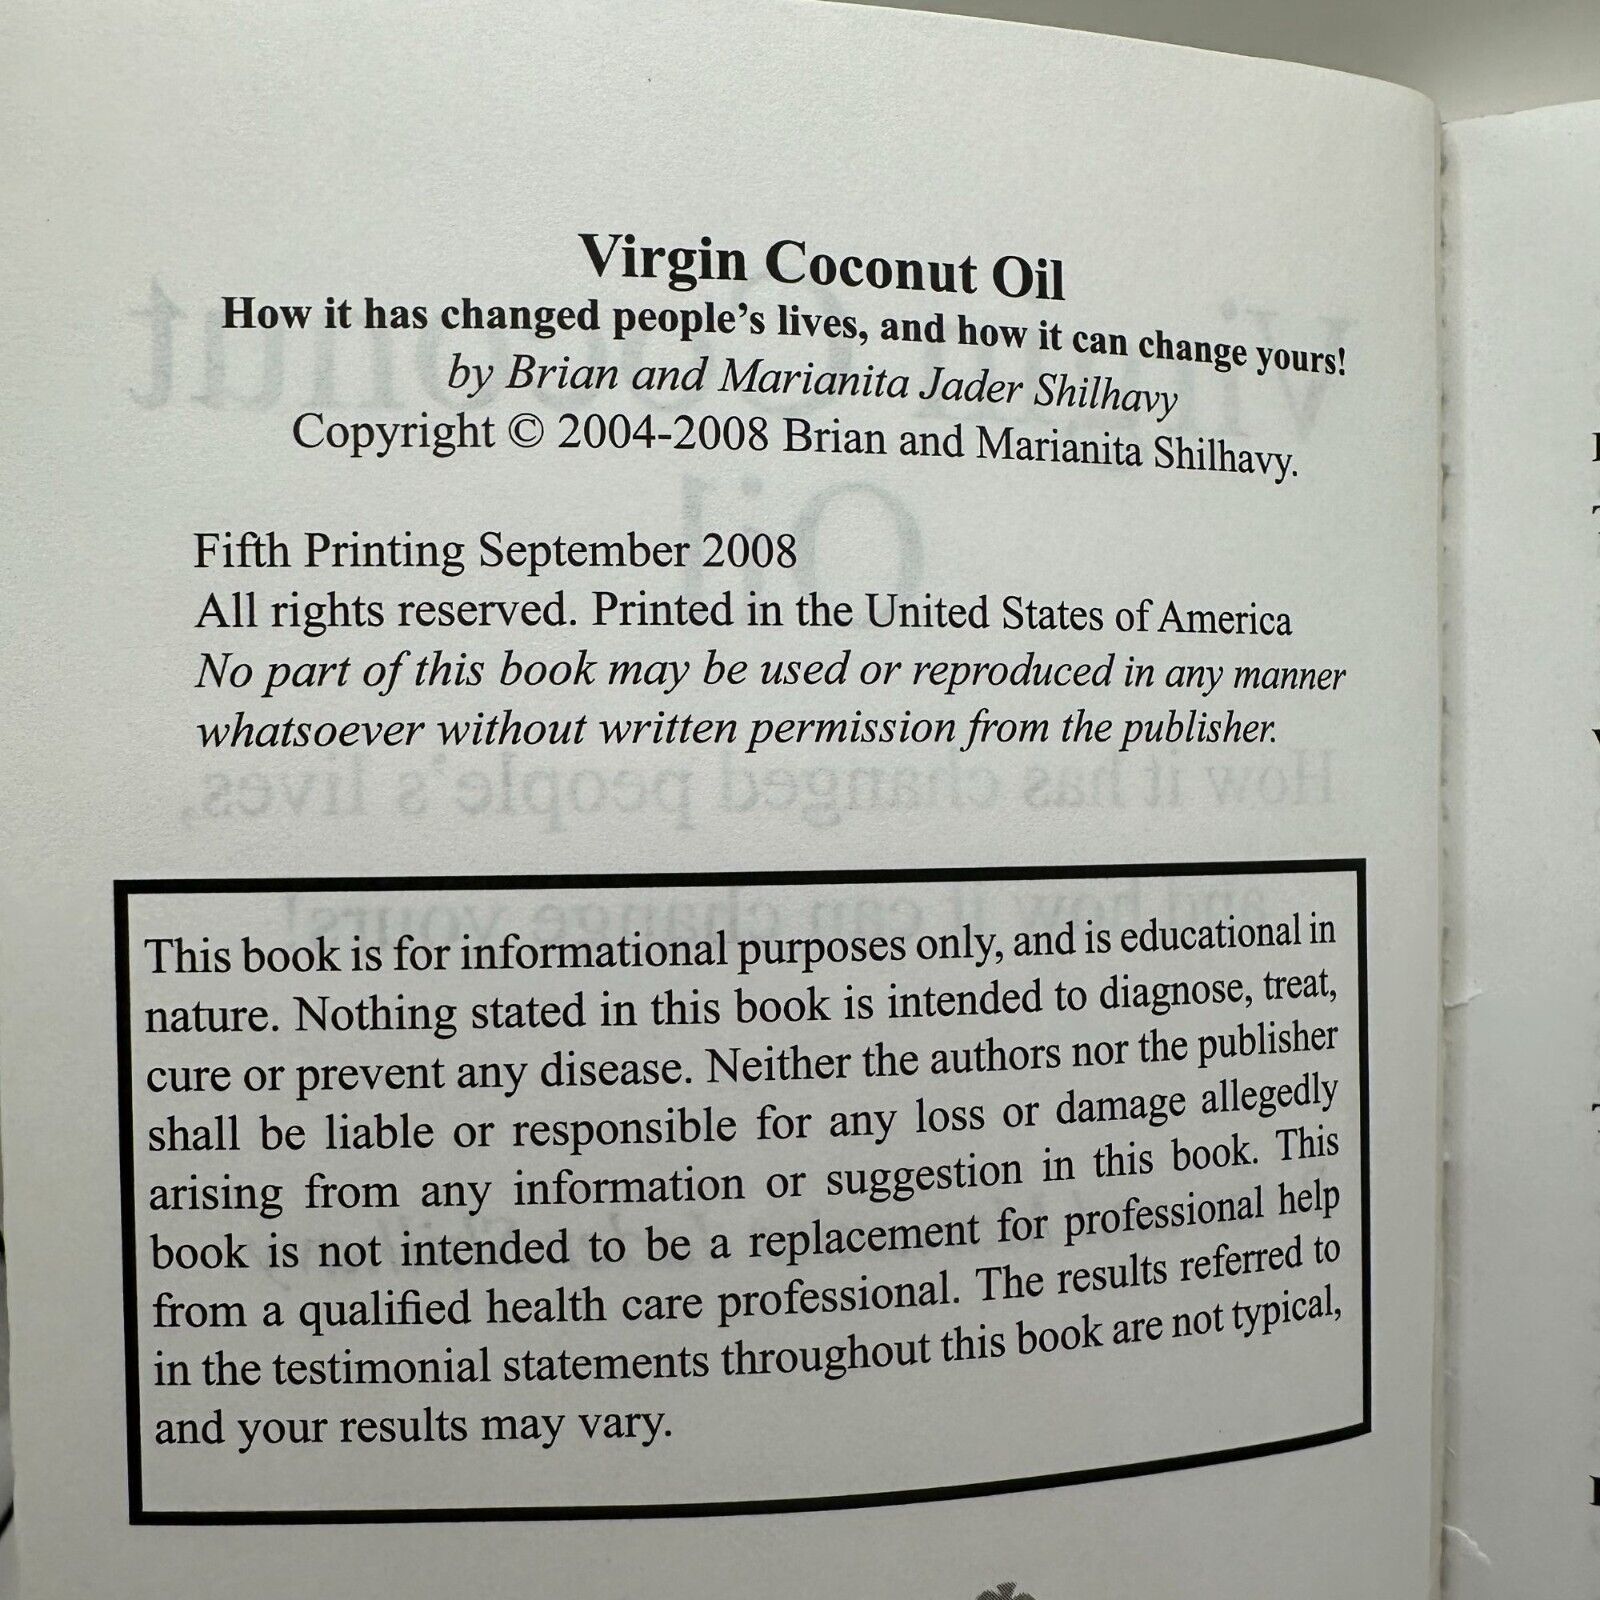 Virgin Coconut Oil
How it has changed people's lives, and how it can change yours!
by Brian and Marianita Jader Shilhavy
Copyright © 2004-2008 Brian and Marianita Shilhavy.
Fifth Printing September 2008
All rights reserved. Printed in the United States of America
No part of this book may be used or reproduced in any manner
whatsoever without written permission from the publisher.
This book is for informational purposes only, and is educational in
nature. Nothing stated in this book is intended to diagnose, treat,
cure or prevent any disease. Neither the authors nor the publisher
shall be liable or responsible for any loss or damage allegedly
arising from any information or suggestion in this book. This
book is not intended to be a replacement for professional help
from a qualified health care professional. The results referred to
in the testimonial statements throughout this book are not typical,
and your results may vary.